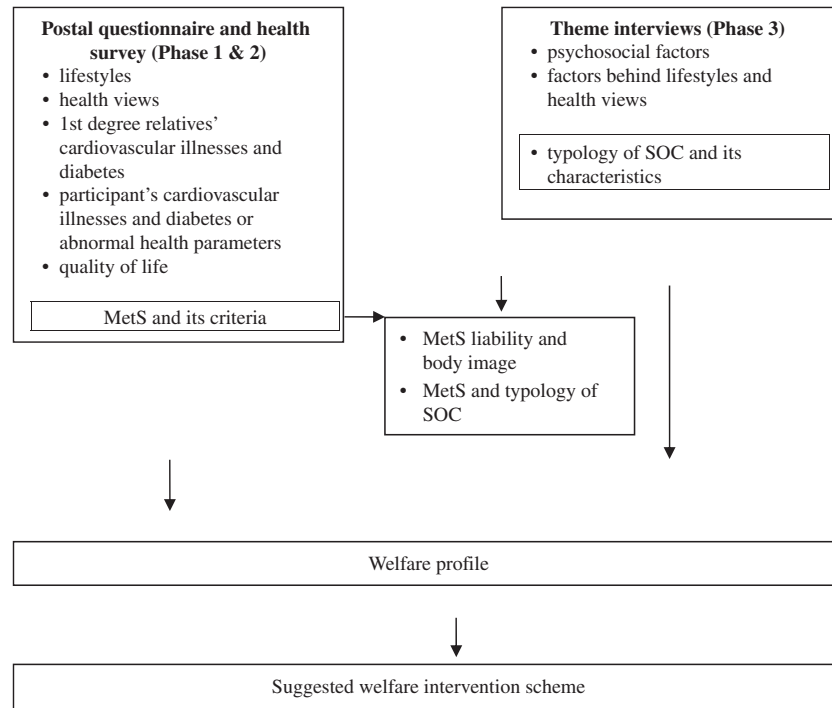 Postal questionnaire and health
survey (Phase 1 & 2)
• lifestyles
• health views
• 1st degree relatives’
cardiovascular illnesses and
diabetes
• participant’s cardiovascular
illnesses and diabetes or
abnormal health parameters
• quality of life
MetS and its criteria
Theme interviews (Phase 3)
• psychosocial factors
• factors behind lifestyles and
health views
• typology of SOC and its
characteristics
• MetS liability and
body image
• MetS and typology of
SOC
Welfare profile
Suggested welfare intervention scheme